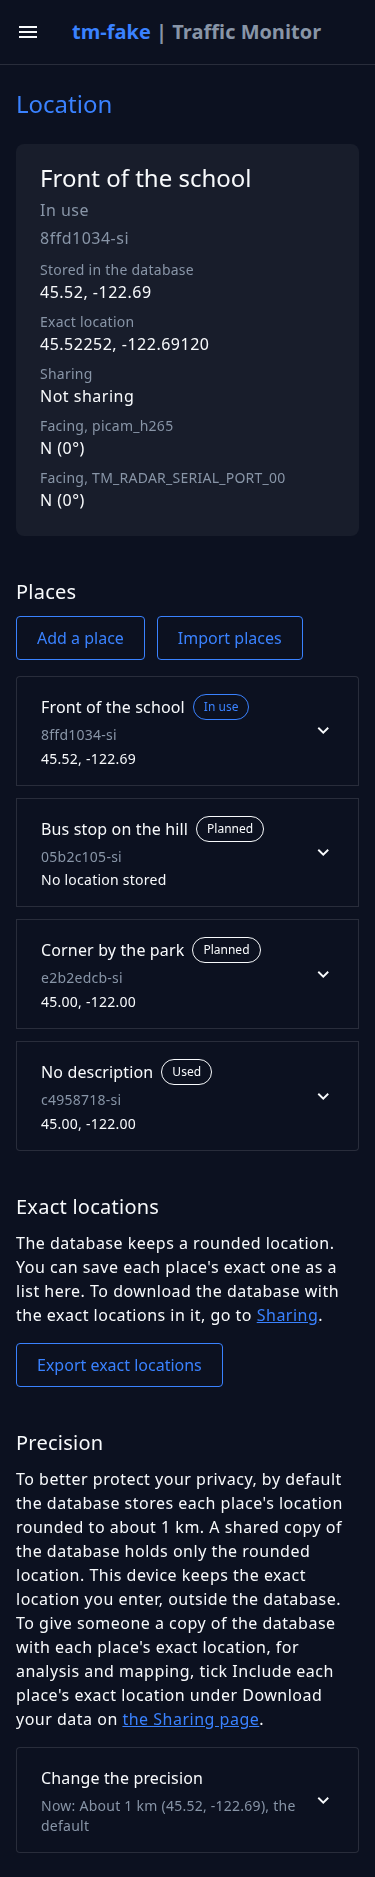 tm-fake | Traffic Monitor
Location
Front of the school
In use
8ffd1034-si
Stored in the database
45.52, -122.69
Exact location
45.52252, -122.69120
Sharing
Not sharing
Facing, picam_h265
N (0°)
Facing, TM_RADAR_SERIAL_PORT_00
N (0°)
Places
Add a place
Import places
Front of the school In use
8ffd1034-si
45.52, -122.69
Bus stop on the hill Planned
05b2c105-si
No location stored
Corner by the park Planned
e2b2edcb-si
45.00, -122.00
No description Used
c4958718-si
45.00, -122.00
Exact locations
The database keeps a rounded location.
You can save each place's exact one as a
list here. To download the database with
the exact locations in it, go to Sharing.
Export exact locations
Precision
To better protect your privacy, by default
the database stores each place's location
rounded to about 1 km. A shared copy of
the database holds only the rounded
location. This device keeps the exact
location you enter, outside the database.
To give someone a copy of the database
with each place's exact location, for
analysis and mapping, tick Include each
place's exact location under Download
your data on the Sharing page.
Change the precision
Now: About 1 km (45.52, -122.69), the
default